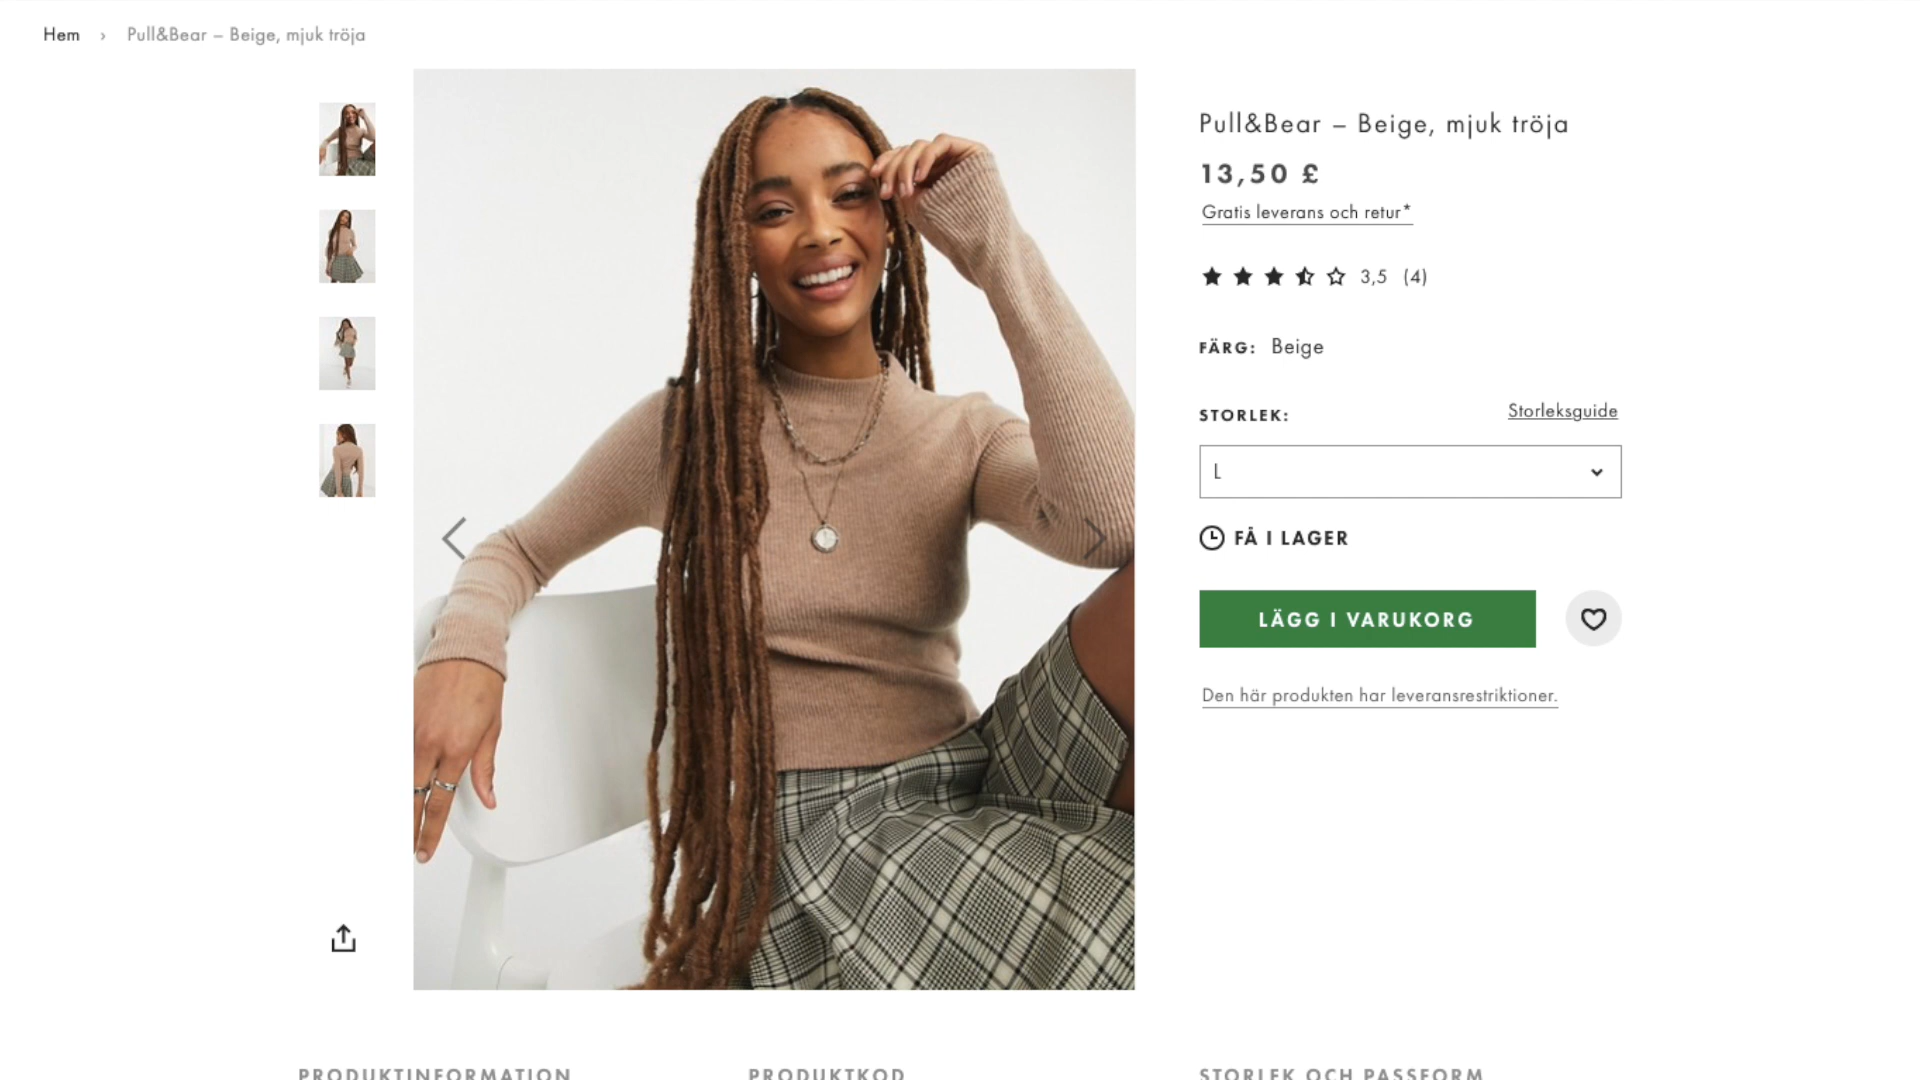 Hem › Pull&Bear – Beige, mjuk tröja
Pull&Bear – Beige, mjuk tröja
13,50 £
Gratis leverans och retur*
3,5 (4)
FÄRG: Beige
STORLEK: Storleksguide
L
FÅ I LAGER
LÄGG I VARUKORG
Den här produkten har leveransrestriktioner.
PRODUKTINFORMATION PRODUKTKOD STORLEK OCH PASSFORM